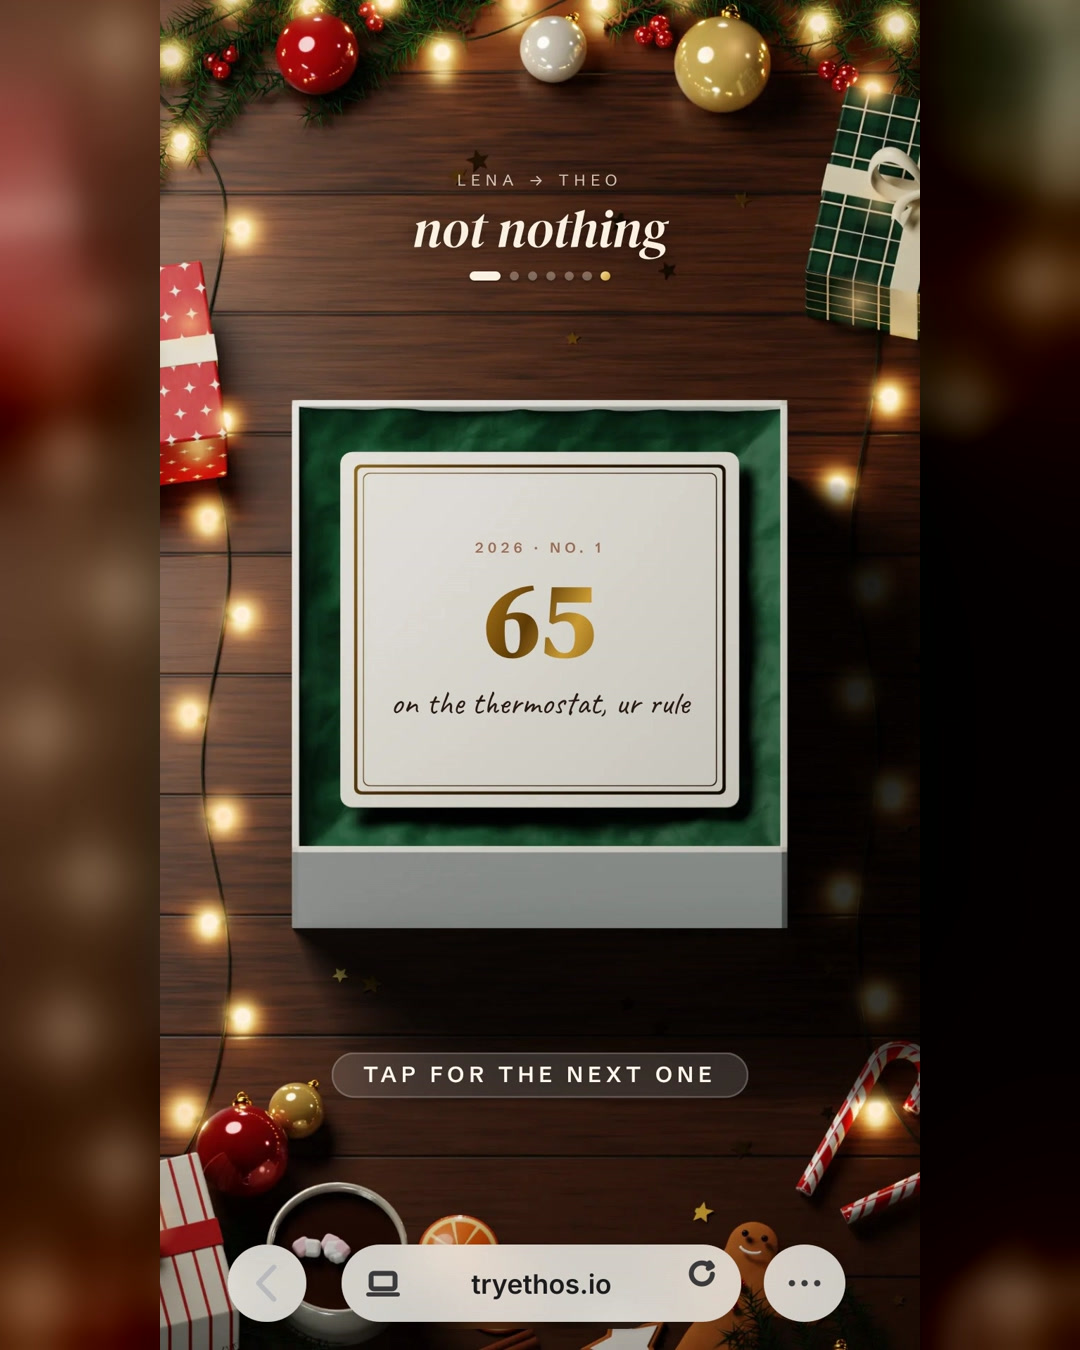 LENA → THEO
not nothing
2026 · NO. 1
65
on the thermostat, ur rule
TAP FOR THE NEXT ONE
tryethos.io